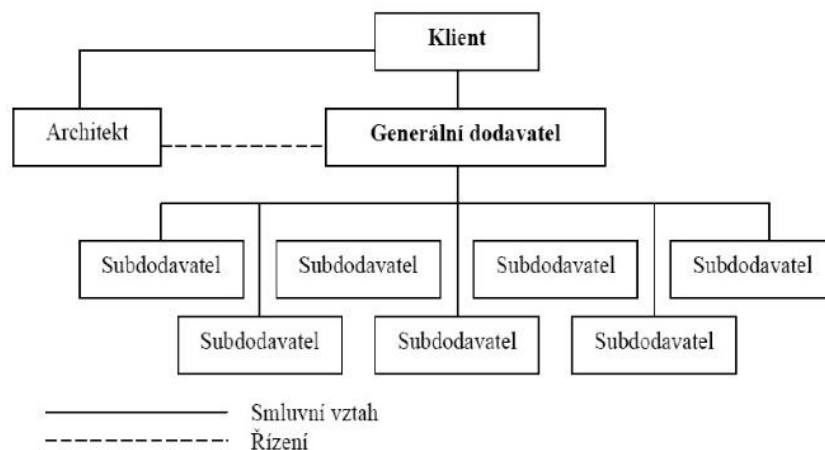 Klient
Architekt
Generální dodavatel
Subdodavatel
Subdodavatel
Subdodavatel
Subdodavatel
Subdodavatel
Subdodavatel
Subdodavatel
Smluvní vztah
Řízení